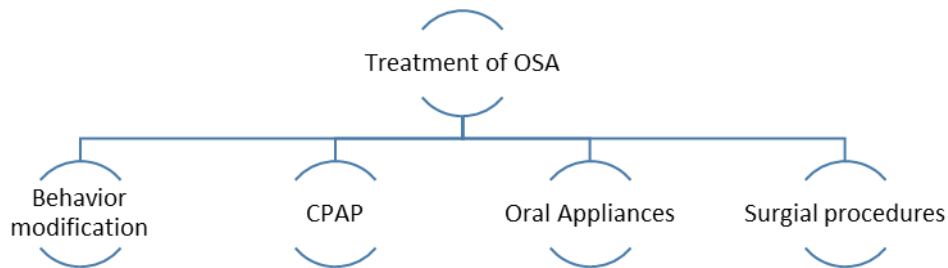 Treatment of OSA
Behavior
modification
CPAP
Oral Appliances
Surgial procedures